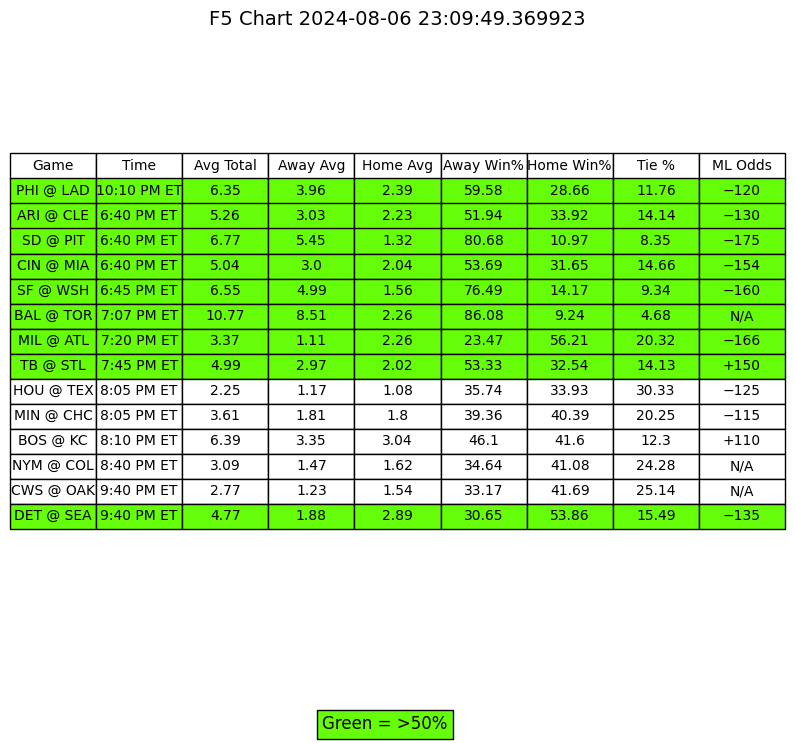 F5 Chart 2024-08-06 23:09:49.369923
Game Time Avg Total Away Avg Home Avg Away Win% Home Win% Tie % ML Odds
PHI @ LAD 10:10 PM ET 6.35 3.96 2.39 59.58 28.66 11.76 −120
ARI @ CLE 6:40 PM ET 5.26 3.03 2.23 51.94 33.92 14.14 −130
SD @ PIT 6:40 PM ET 6.77 5.45 1.32 80.68 10.97 8.35 −175
CIN @ MIA 6:40 PM ET 5.04 3.0 2.04 53.69 31.65 14.66 −154
SF @ WSH 6:45 PM ET 6.55 4.99 1.56 76.49 14.17 9.34 −160
BAL @ TOR 7:07 PM ET 10.77 8.51 2.26 86.08 9.24 4.68 N/A
MIL @ ATL 7:20 PM ET 3.37 1.11 2.26 23.47 56.21 20.32 −166
TB @ STL 7:45 PM ET 4.99 2.97 2.02 53.33 32.54 14.13 +150
HOU @ TEX 8:05 PM ET 2.25 1.17 1.08 35.74 33.93 30.33 −125
MIN @ CHC 8:05 PM ET 3.61 1.81 1.8 39.36 40.39 20.25 −115
BOS @ KC 8:10 PM ET 6.39 3.35 3.04 46.1 41.6 12.3 +110
NYM @ COL 8:40 PM ET 3.09 1.47 1.62 34.64 41.08 24.28 N/A
CWS @ OAK 9:40 PM ET 2.77 1.23 1.54 33.17 41.69 25.14 N/A
DET @ SEA 9:40 PM ET 4.77 1.88 2.89 30.65 53.86 15.49 −135
Green = >50%